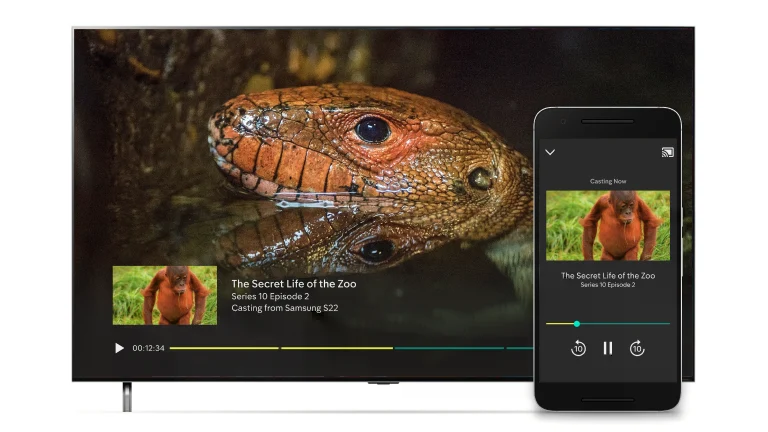 The Secret Life of the Zoo
Series 10 Episode 2
Casting from Samsung S22
00:12:34
Casting Now
The Secret Life of the Zoo
Series 10 Episode 2
10
10